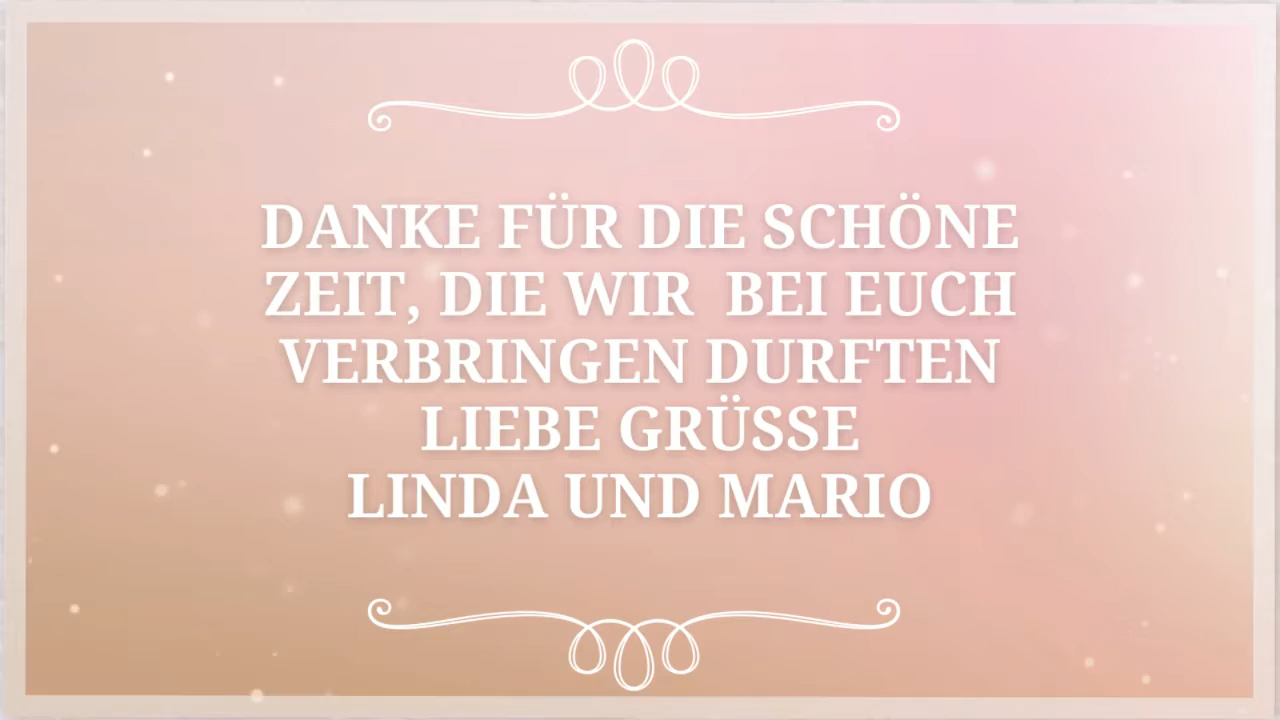 DANKE FÜR DIE SCHÖNE
ZEIT, DIE WIR  BEI EUCH
VERBRINGEN DURFTEN
LIEBE GRÜSSE
LINDA UND MARIO